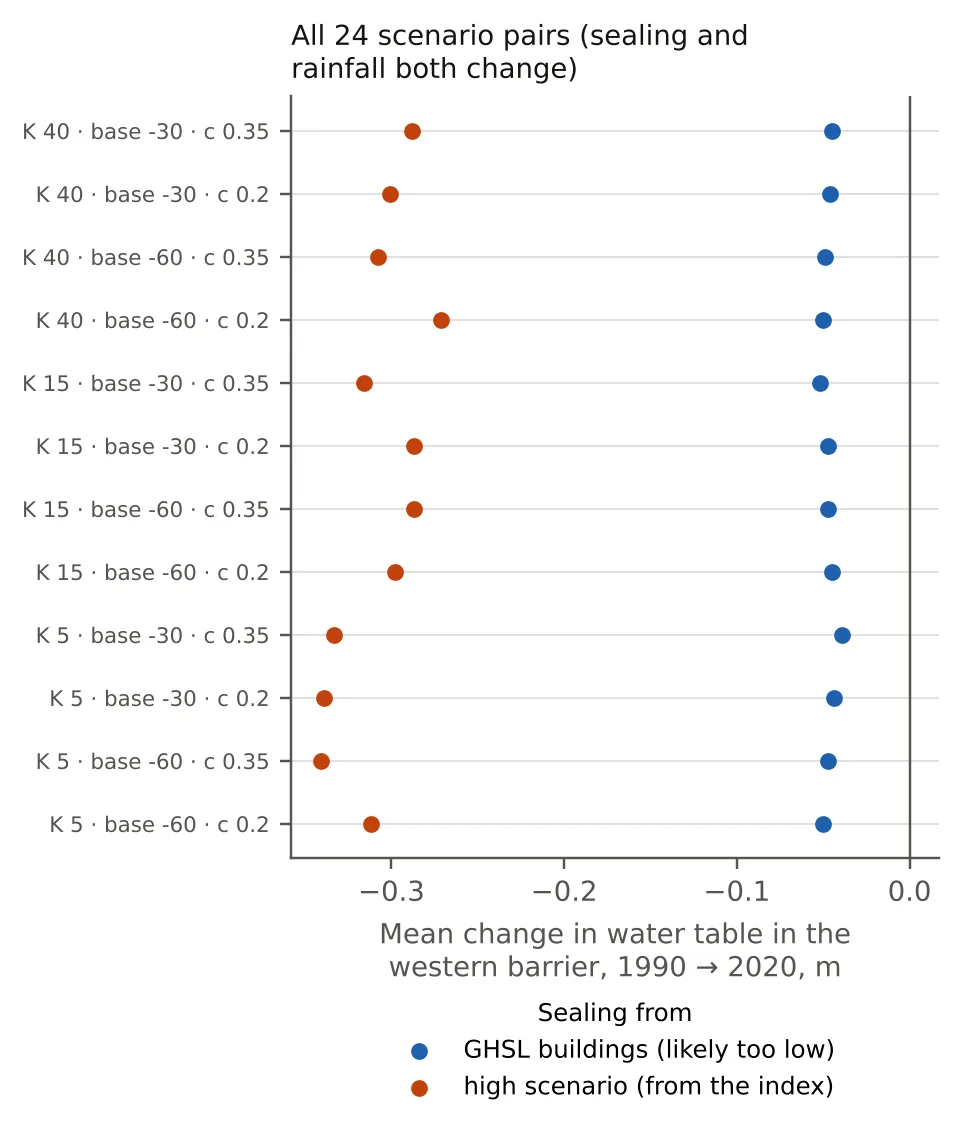 All 24 scenario pairs (sealing and
rainfall both change)
K 40 · base -30 · c 0.35
K 40 · base -30 · c 0.2
K 40 · base -60 · c 0.35
K 40 · base -60 · c 0.2
K 15 · base -30 · c 0.35
K 15 · base -30 · c 0.2
K 15 · base -60 · c 0.35
K 15 · base -60 · c 0.2
K 5 · base -30 · c 0.35
K 5 · base -30 · c 0.2
K 5 · base -60 · c 0.35
K 5 · base -60 · c 0.2
−0.3 −0.2 −0.1 0.0
Mean change in water table in the
western barrier, 1990 → 2020, m
Sealing from
GHSL buildings (likely too low)
high scenario (from the index)